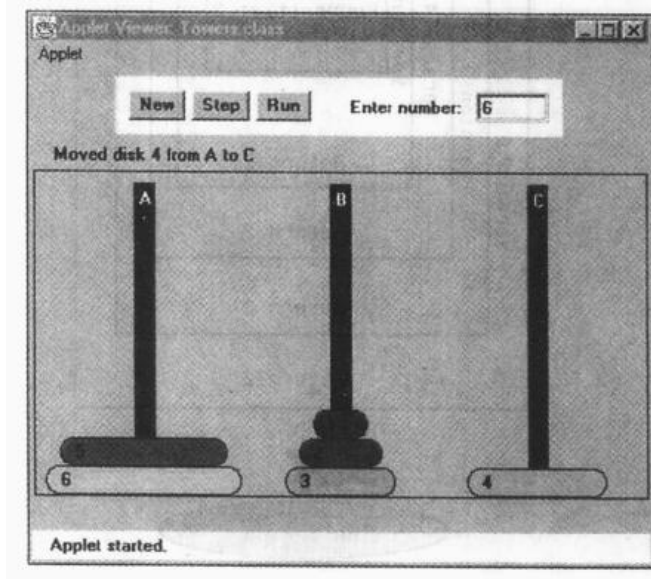 Applet Viewer: Towers.class
Applet
New Step Run Enter number: 6
Moved disk 4 from A to C
A B C
5
6 3 4
Applet started.